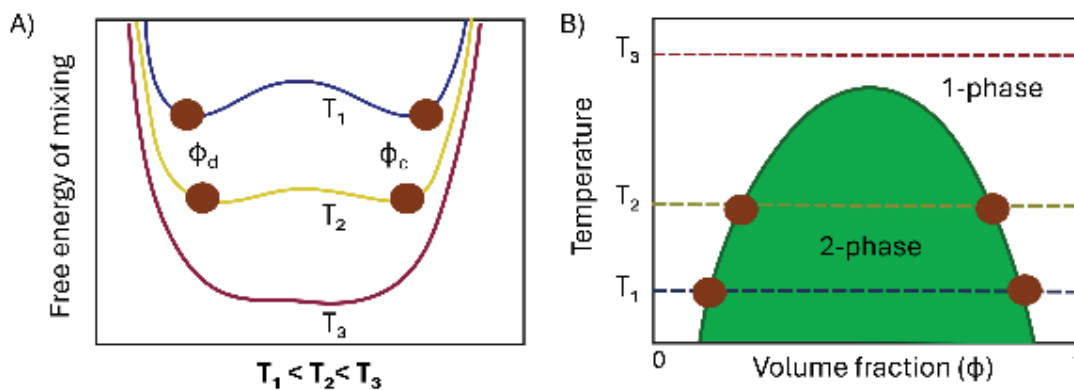 A)
Free energy of mixing
T₁
ϕd
ϕc
T₂
T₃
T₁ < T₂< T₃
B)
Temperature
T₃
1-phase
T₂
2-phase
T₁
0
Volume fraction (ϕ)